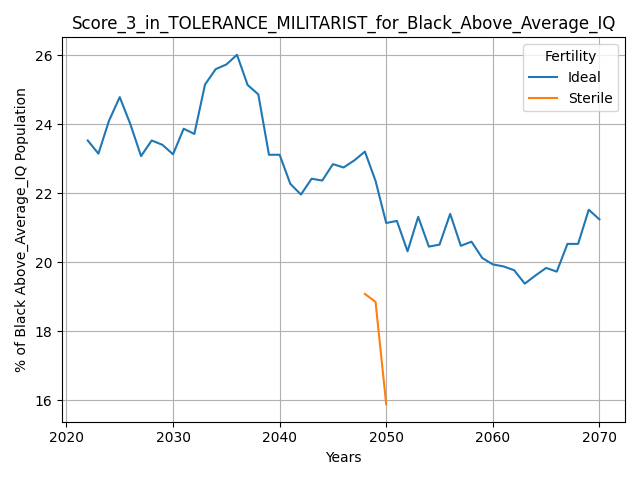 Score_3_in_TOLERANCE_MILITARIST_for_Black_Above_Average_IQ
Fertility
Ideal
Sterile
% of Black Above_Average_IQ Population
26
24
22
20
18
16
2020 2030 2040 2050 2060 2070
Years